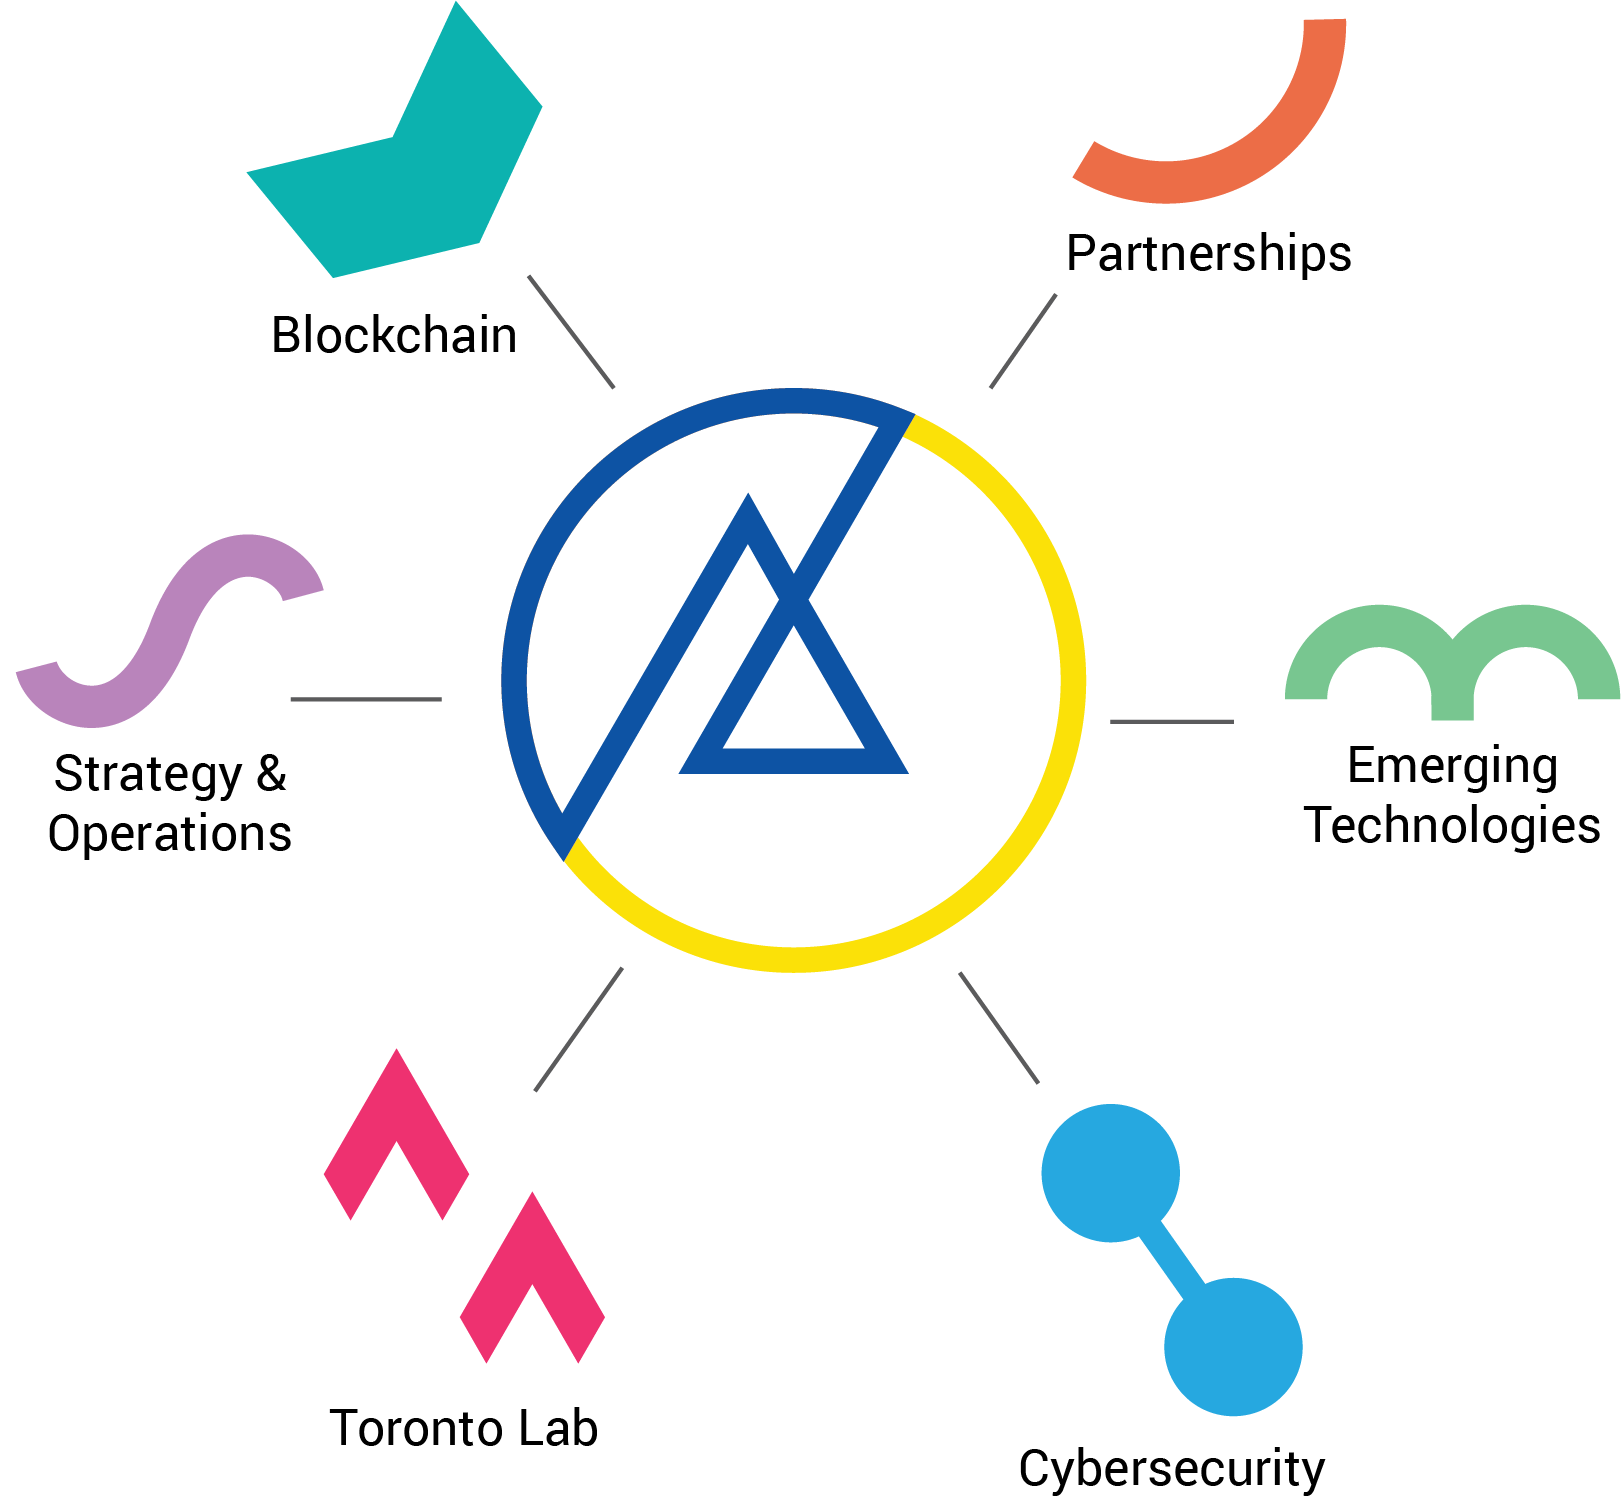 Blockchain
Partnerships
Strategy &
Operations
Emerging
Technologies
Toronto Lab
Cybersecurity